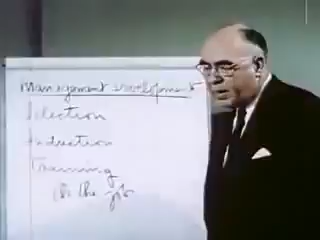 Management Development
Selection
Induction
Training
On the job